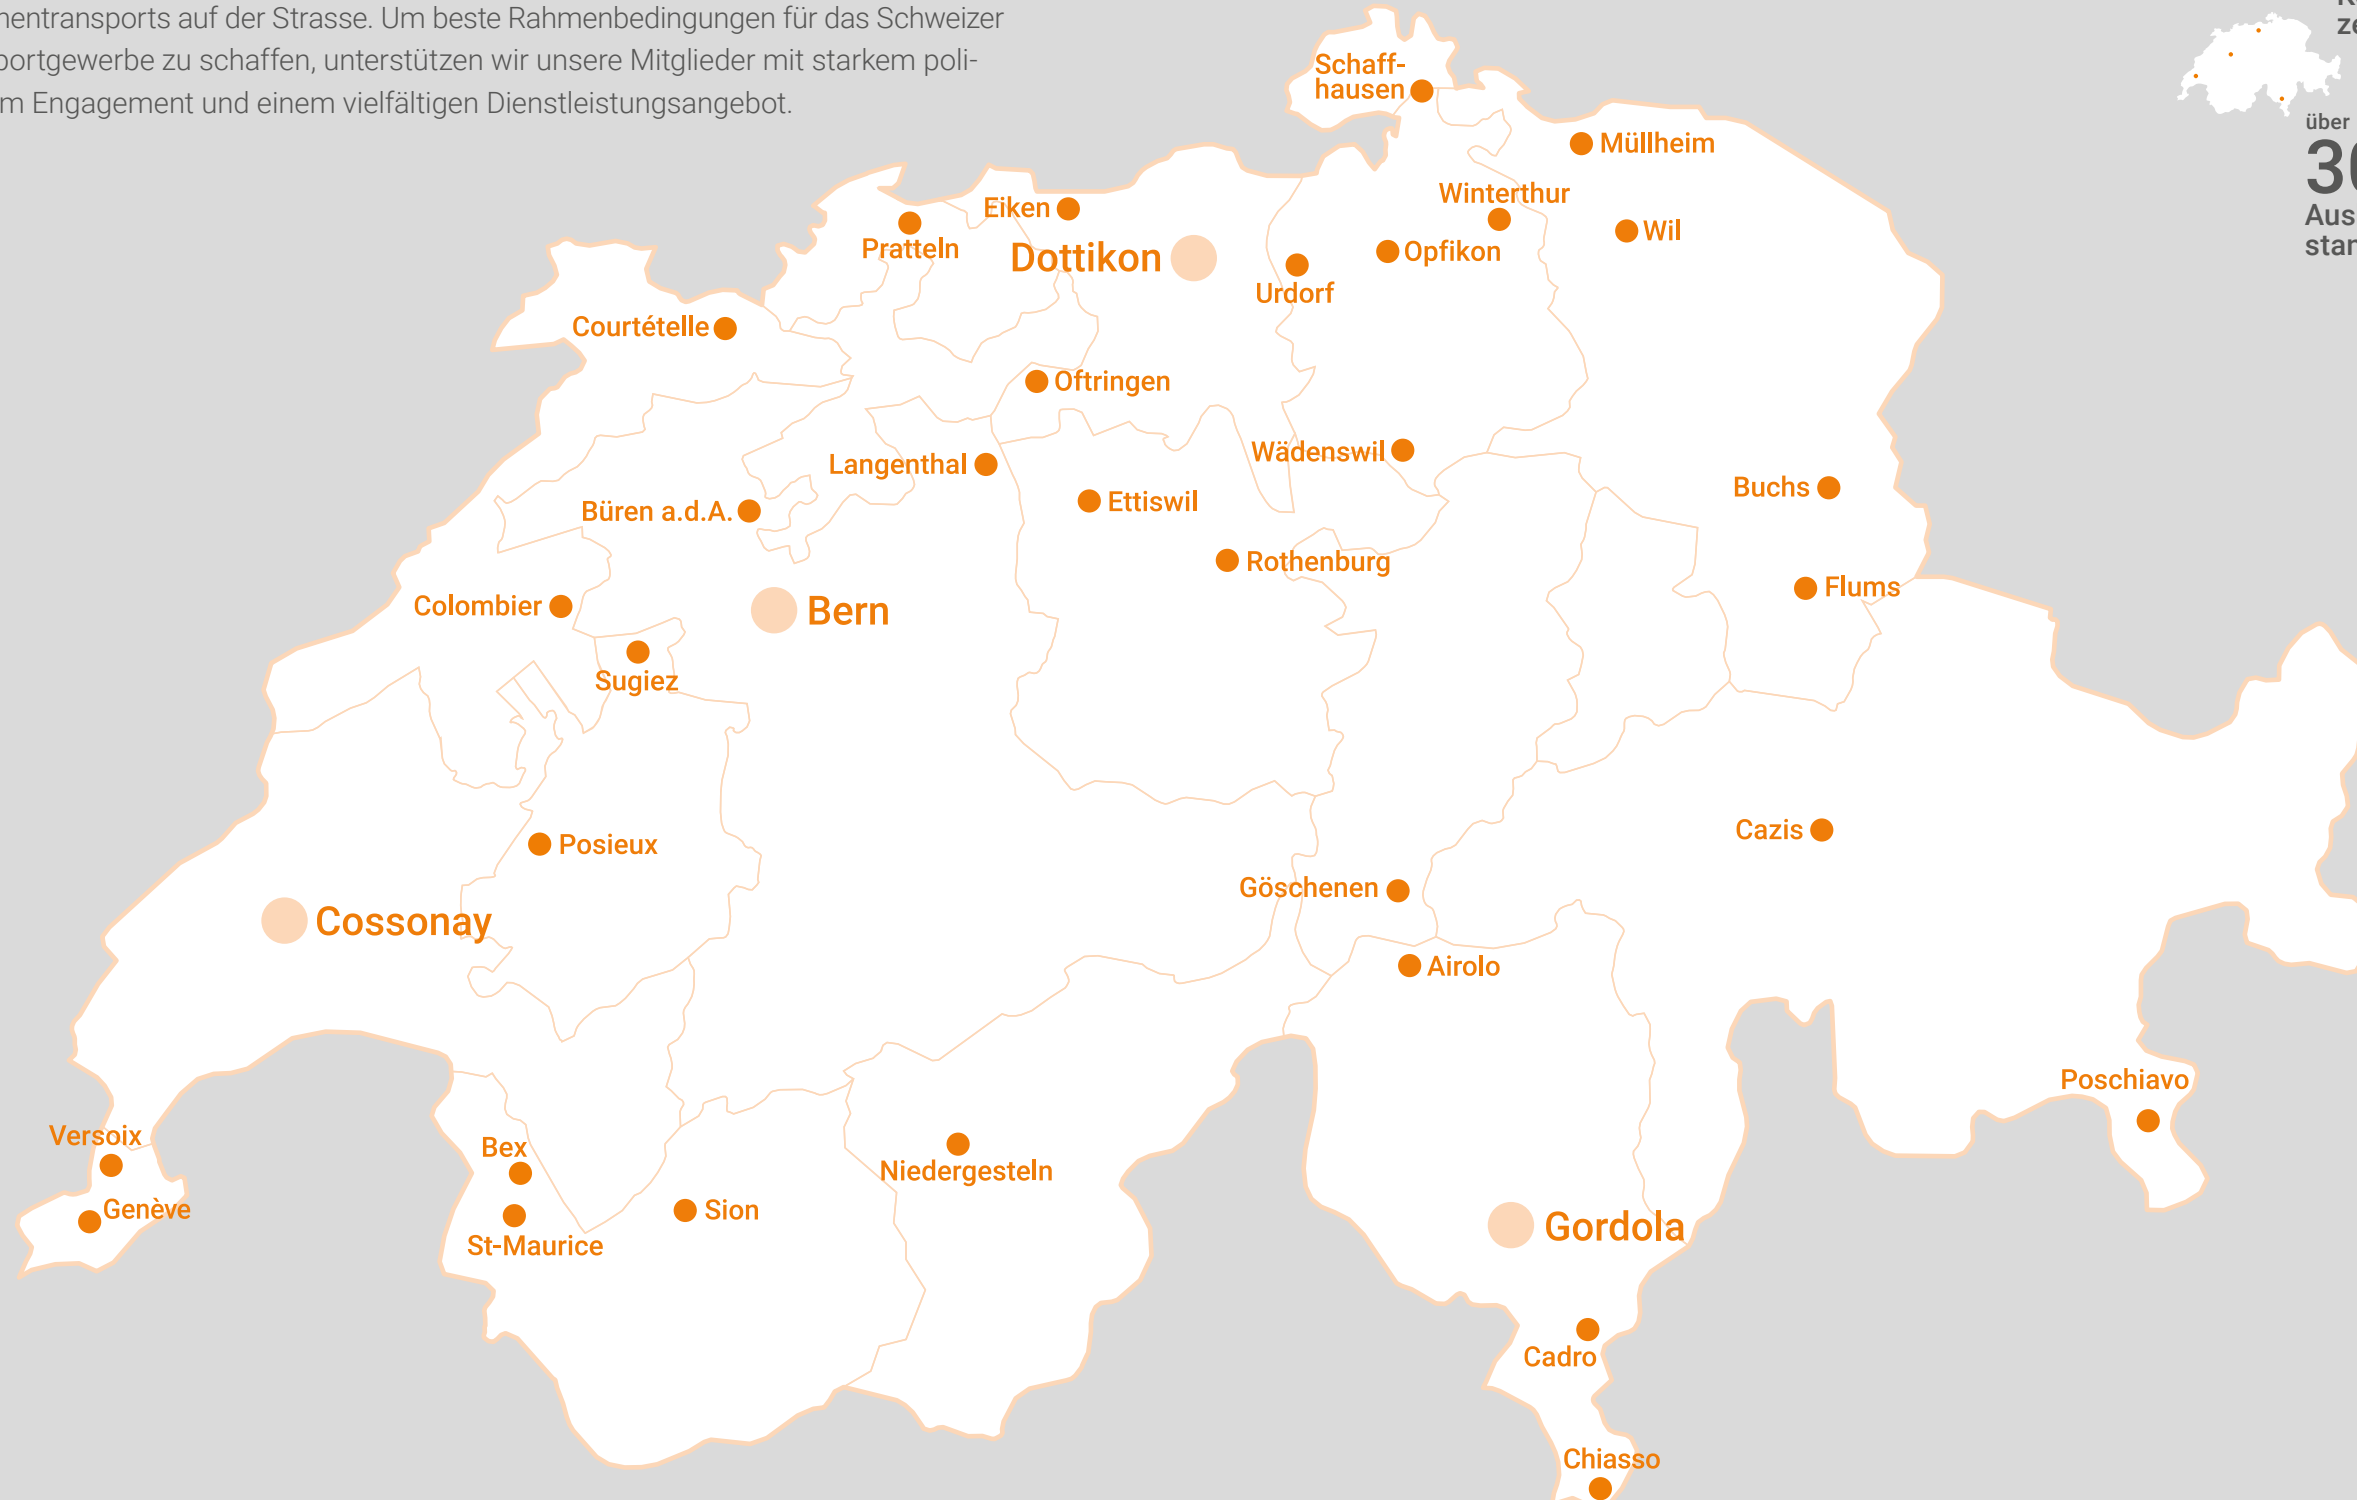 auf der Strasse. Um beste Rahmenbedingungen für das Schweizer
zu schaffen, unterstützen wir unsere Mitglieder mit starkem poli-
Engagement und einem vielfältigen Dienstleistungsangebot.
über
Schaff-
hausen
Müllheim
Winterthur
Wil
Opfikon
Eiken
Pratteln
Dottikon
Urdorf
Courtételle
Oftringen
Wädenswil
Langenthal
Buchs
Ettiswil
Büren a.d.A.
Rothenburg
Flums
Colombier
Bern
Sugiez
Cazis
Posieux
Göschenen
Cossonay
Airolo
Poschiavo
Versoix
Bex
Niedergesteln
Genève
Sion
St-Maurice
Gordola
Cadro
Chiasso